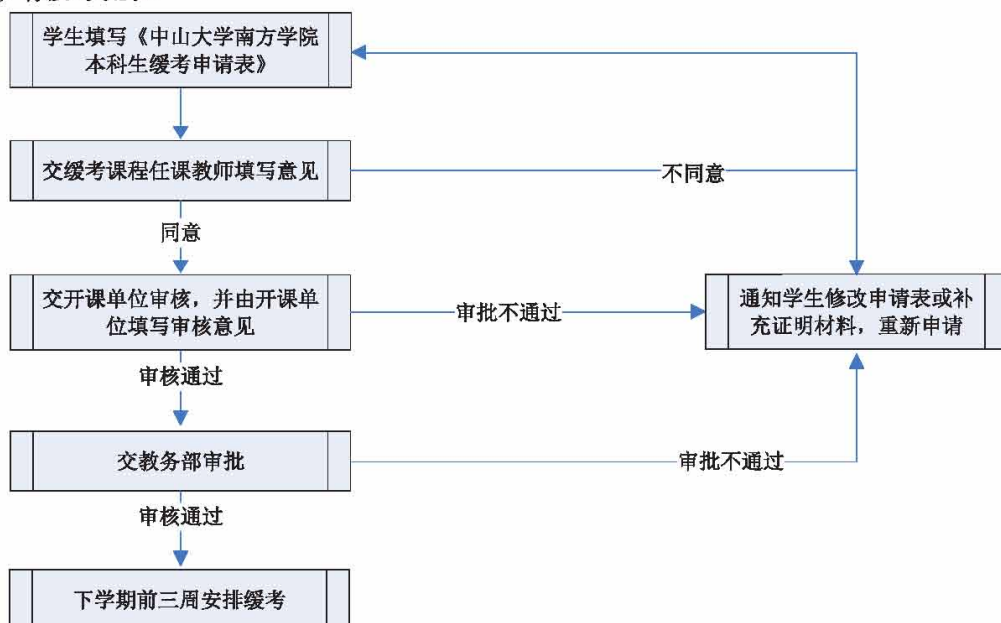 学生填写《中山大学南方学院
本科生缓考申请表》
交缓考课程任课教师填写意见
不同意
同意
交开课单位审核，并由开课单
位填写审核意见
审批不通过
通知学生修改申请表或补
充证明材料，重新申请
审核通过
交教务部审批
审批不通过
审核通过
下学期前三周安排缓考